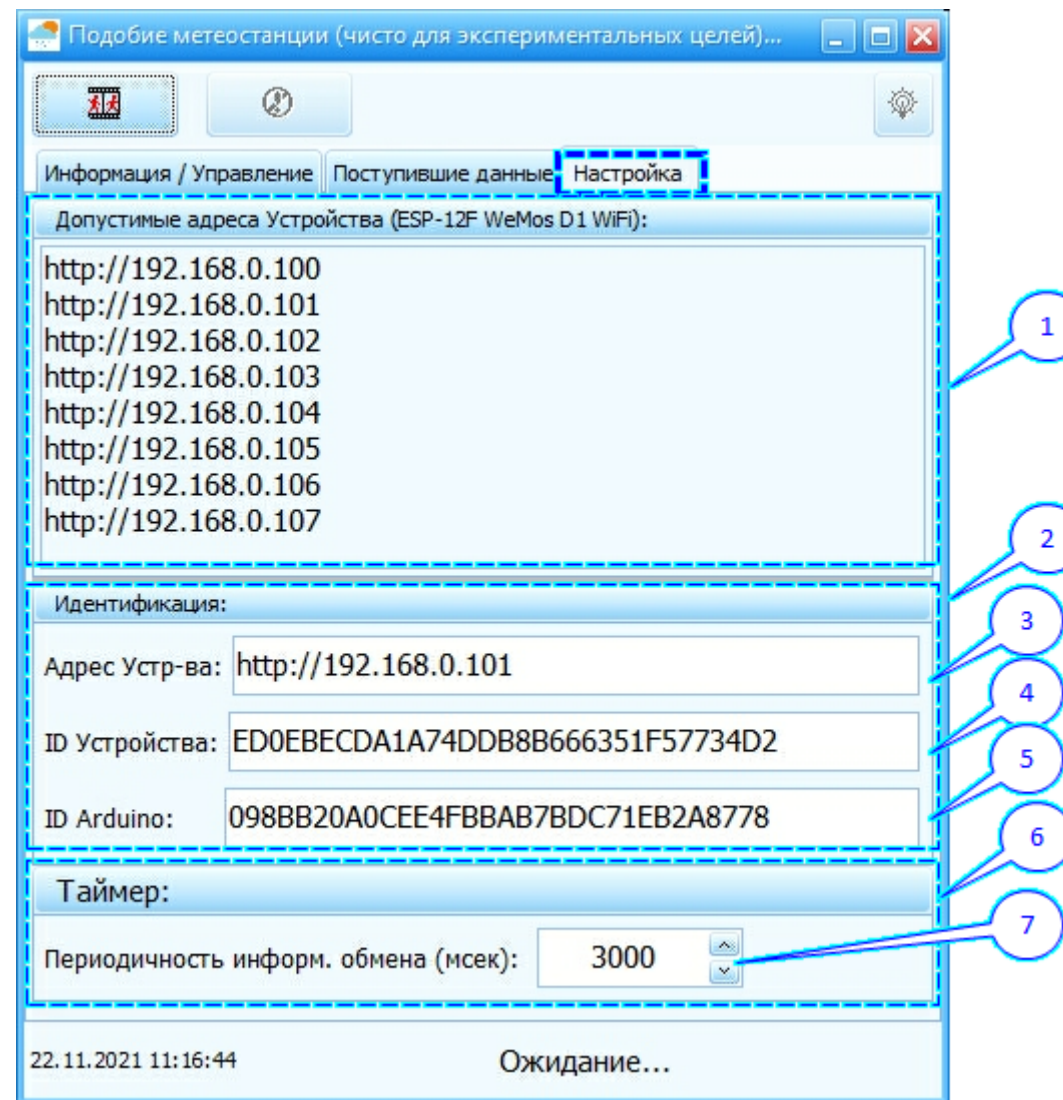 Подобие метеостанции (чисто для экспериментальных целей)...
Информация / Управление Поступившие данные Настройка
Допустимые адреса Устройства (ESP-12F WeMos D1 WiFi):
http://192.168.0.100
http://192.168.0.101
1
http://192.168.0.102
http://192.168.0.103
http://192.168.0.104
http://192.168.0.105
http://192.168.0.106
http://192.168.0.107
2
Идентификация:
3
Адрес Устр-ва: http://192.168.0.101
4
ID Устройства: ED0EBECDA1A74DDB8B666351F57734D2
5
ID Arduino: 098BB20A0CEE4FBBAB7BDC71EB2A8778
6
Таймер:
7
Периодичность информ. обмена (мсек): 3000
22.11.2021 11:16:44 Ожидание...